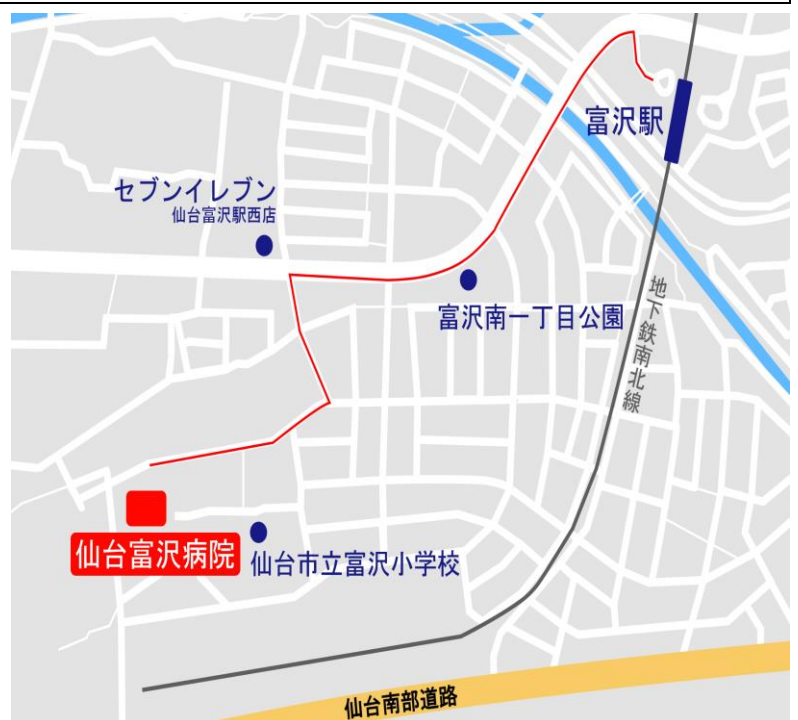 富沢駅
セブンイレブン
仙台富沢駅西店
富沢南一丁目公園
地下鉄南北線
仙台富沢病院
仙台市立富沢小学校
仙台南部道路